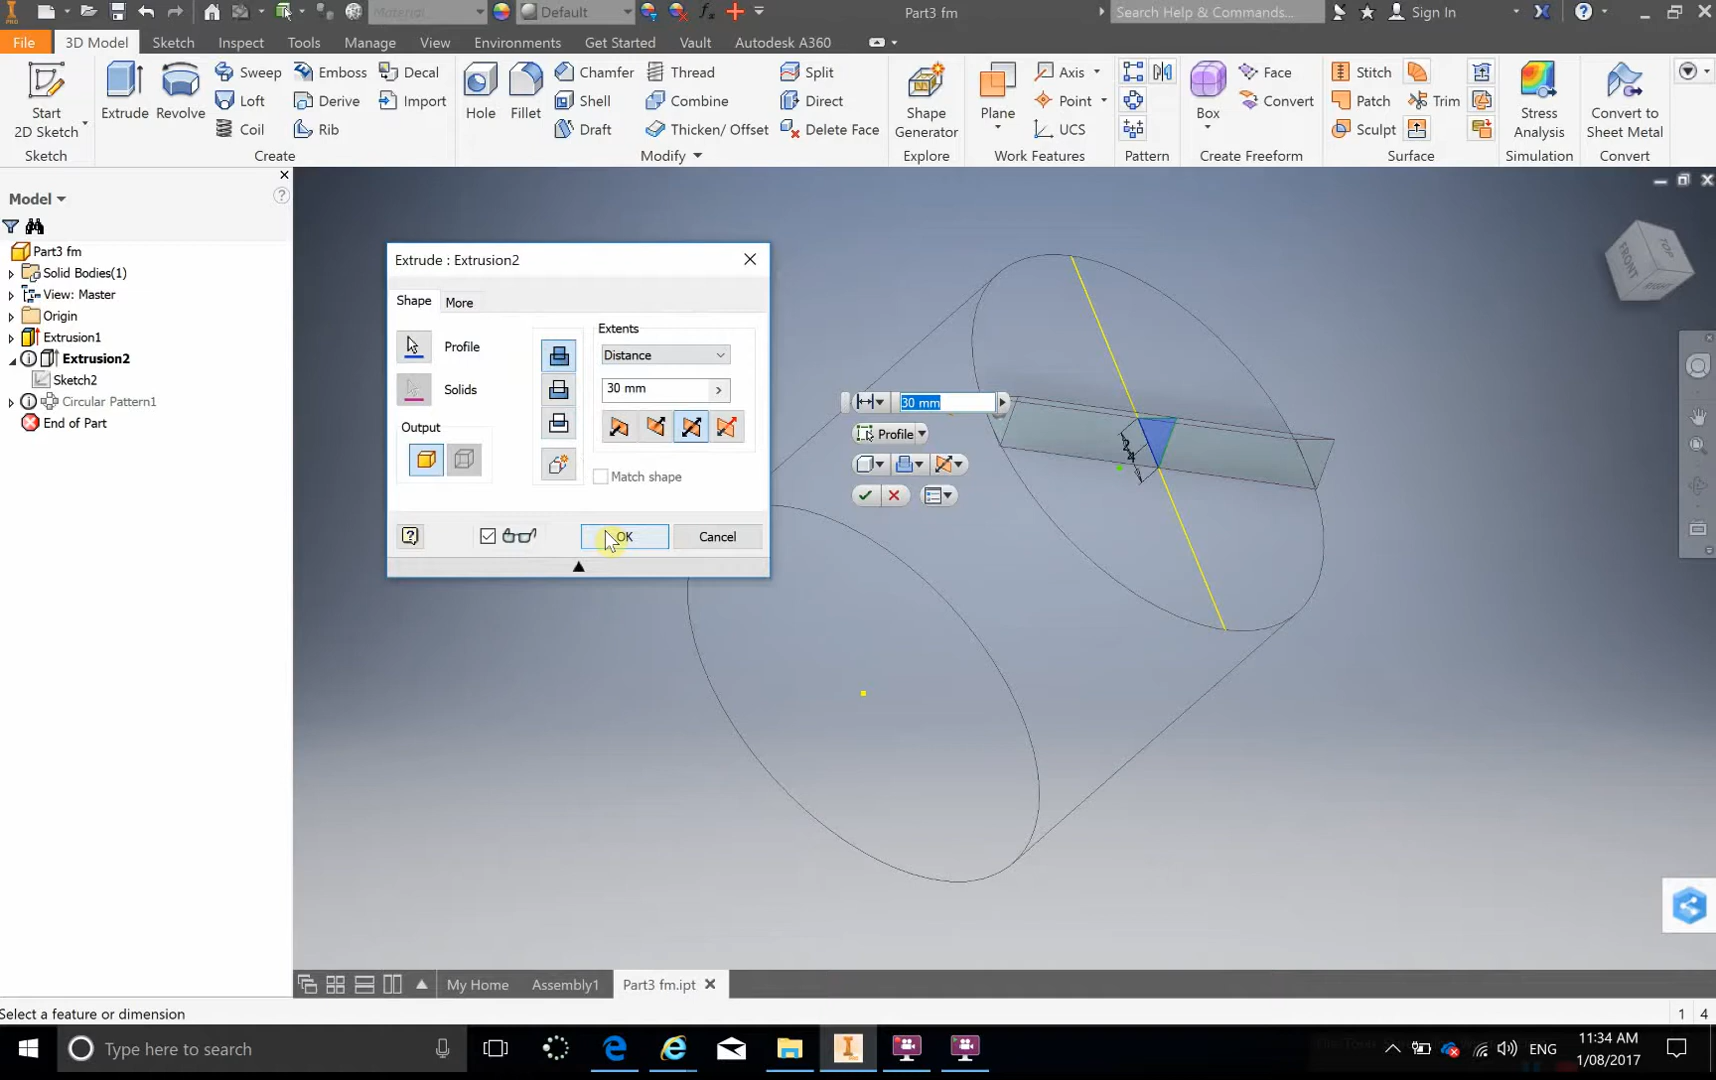 Material
Default
Part3 fm
Search Help & Commands...
Sign In
File
3D Model
Sketch
Inspect
Tools
Manage
View
Environments
Get Started
Vault
Autodesk A360
Start
2D Sketch
Extrude
Revolve
Sweep
Emboss
Decal
Loft
Derive
Import
Coil
Rib
Hole
Fillet
Chamfer
Thread
Split
Shell
Combine
Direct
Draft
Thicken/ Offset
Delete Face
Shape
Generator
Plane
Axis
Point
UCS
Box
Face
Convert
Stitch
Patch
Trim
Sculpt
Stress
Analysis
Convert to
Sheet Metal
Sketch
Create
Modify
Explore
Work Features
Pattern
Create Freeform
Surface
Simulation
Convert
Model
Part3 fm
Solid Bodies(1)
View: Master
Origin
Extrusion1
Extrusion2
Sketch2
Circular Pattern1
End of Part
Extrude : Extrusion2
Shape
More
Extents
Profile
Distance
Solids
30 mm
Output
Match shape
OK
Cancel
30 mm
Profile
FRONT
TOP
RIGHT
My Home
Assembly1
Part3 fm.ipt
Select a feature or dimension
1 4
Type here to search
ENG
11:34 AM
1/08/2017